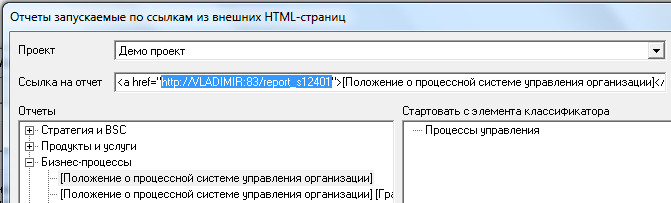 Отчеты запускаемые по ссылкам из внешних HTML-страниц
Проект Демо проект
Ссылка на отчет <a href="http://VLADIMIR:83/report_s12401">[Положение о процессной системе управления организации]</
Отчеты Стартовать с элемента классификатора
Стратегия и BSC Процессы управления
Продукты и услуги
Бизнес-процессы
[Положение о процессной системе управления организации]
[Положение о процессной системе управления организации] [Гра